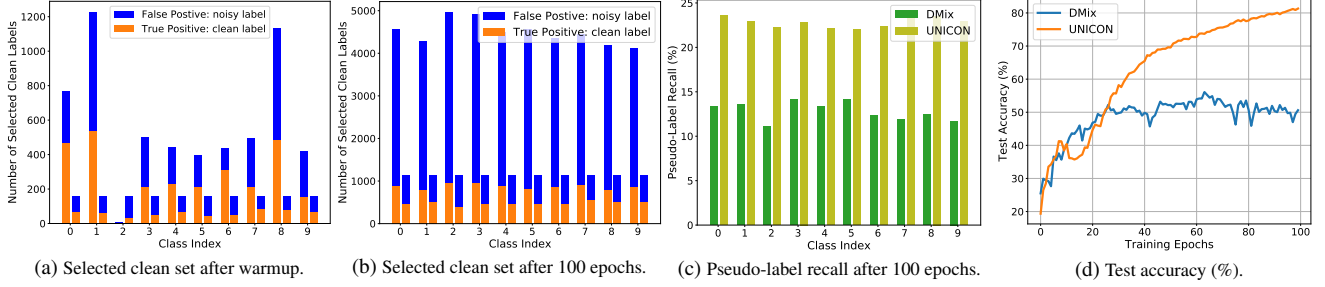 1200
1000
800
600
400
200
0
Number of Selected Clean Labels
False Postive: noisy label
True Positive: clean label
0 1 2 3 4 5 6 7 8 9
Class Index
(a) Selected clean set after warmup.
5000
4000
3000
2000
1000
0
Number of Selected Clean Labels
False Postive: noisy label
True Positive: clean label
0 1 2 3 4 5 6 7 8 9
Class Index
(b) Selected clean set after 100 epochs.
25
20
15
10
5
0
Pseudo-Label Recall (%)
DMix
UNICON
0 1 2 3 4 5 6 7 8 9
Class Index
(c) Pseudo-label recall after 100 epochs.
80
70
60
50
40
30
20
Test Accuracy (%)
DMix
UNICON
0 20 40 60 80 100
Training Epochs
(d) Test accuracy (%).